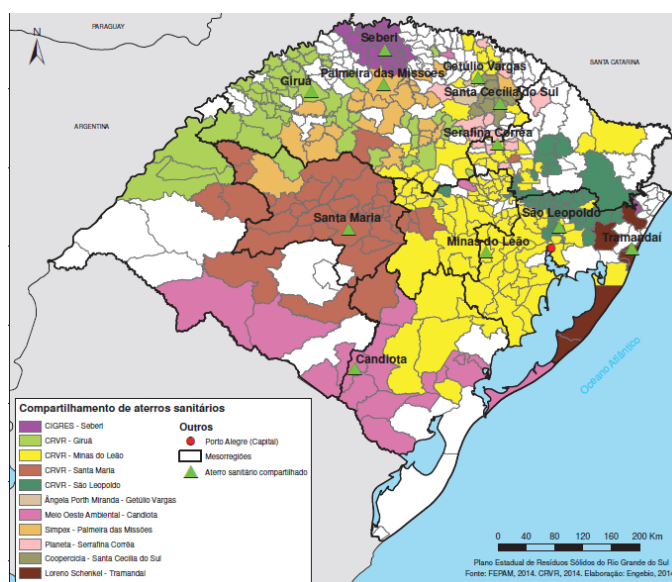 PARAGUAY
N
Seberi
Getúlio Vargas
SANTA CATARINA
Palmeira das Missões
Giruá
Santa Cecília do Sul
ARGENTINA
Serafina Corrêa
Santa Maria
São Leopoldo
Minas do Leão
Tramandaí
Candiota
Oceano Atlântico
Compartilhamento de aterros sanitários
CIGRES - Seberi
CRVR - Giruá
CRVR - Minas do Leão
CRVR - Santa Maria
CRVR - São Leopoldo
Ângela Porth Miranda - Getúlio Vargas
Meio Oeste Ambiental - Candiota
Simpex - Palmeira das Missões
Planeta - Serrafina Corrêa
Coopercicla - Santa Cecília do Sul
Loreno Schenkel - Tramandaí
Outros
Porto Alegre (Capital)
Mesorregiões
Aterro sanitário compartilhado
0 40 80 120 160 200 Km
Plano Estadual de Resíduos Sólidos do Rio Grande do Sul
Fonte: FEPAM, 2014. CRVR, 2014. Elaboração: Engebio, 2014